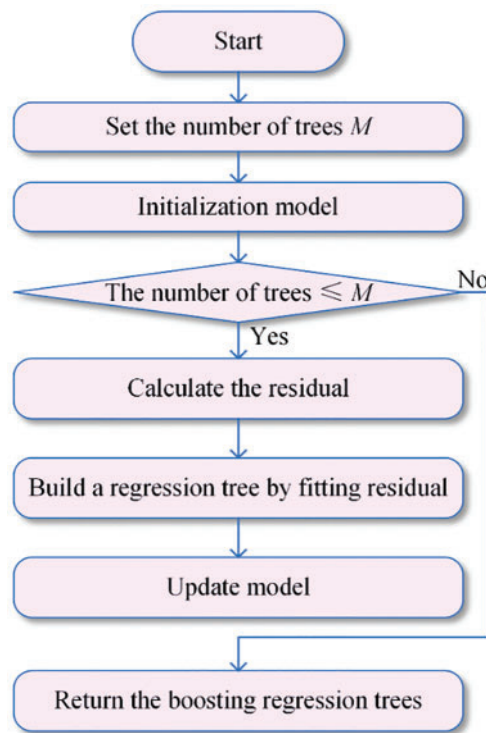 Start
Set the number of trees M
Initialization model
The number of trees ≤ M
No
Yes
Calculate the residual
Build a regression tree by fitting residual
Update model
Return the boosting regression trees